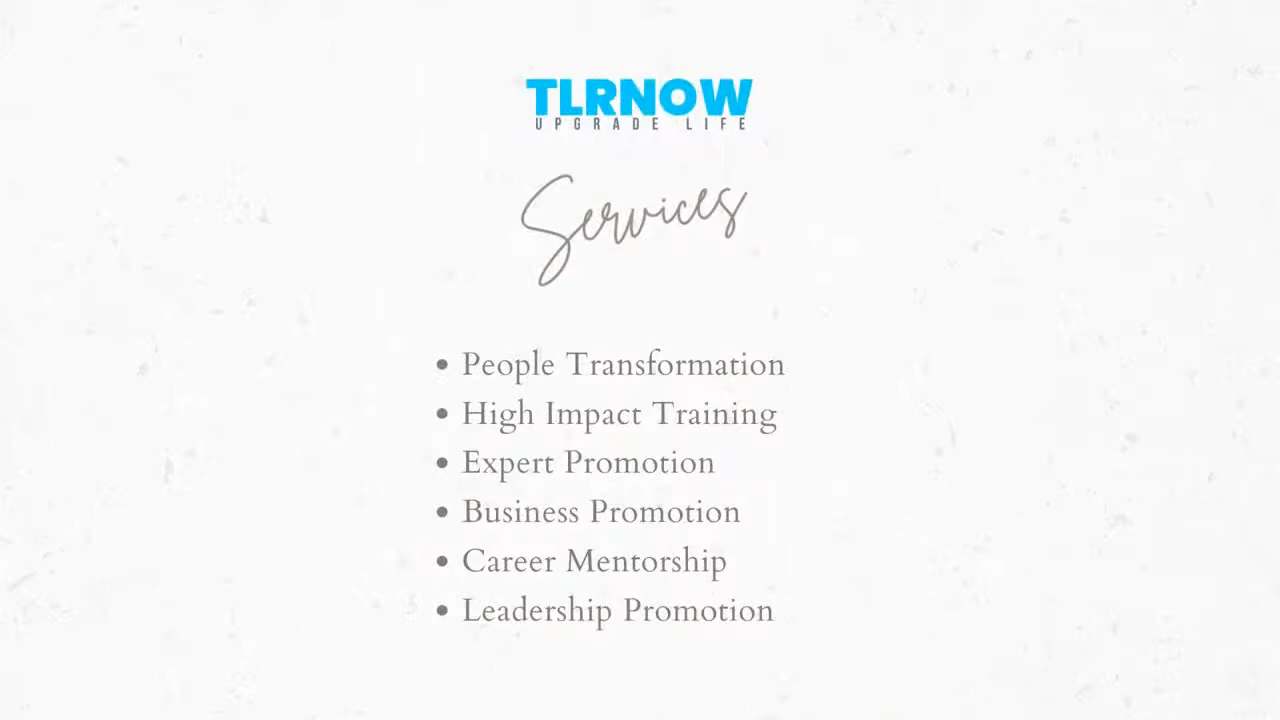 TLRNOW
UPGRADE LIFE
Services
• People Transformation
• High Impact Training
• Expert Promotion
• Business Promotion
• Career Mentorship
• Leadership Promotion